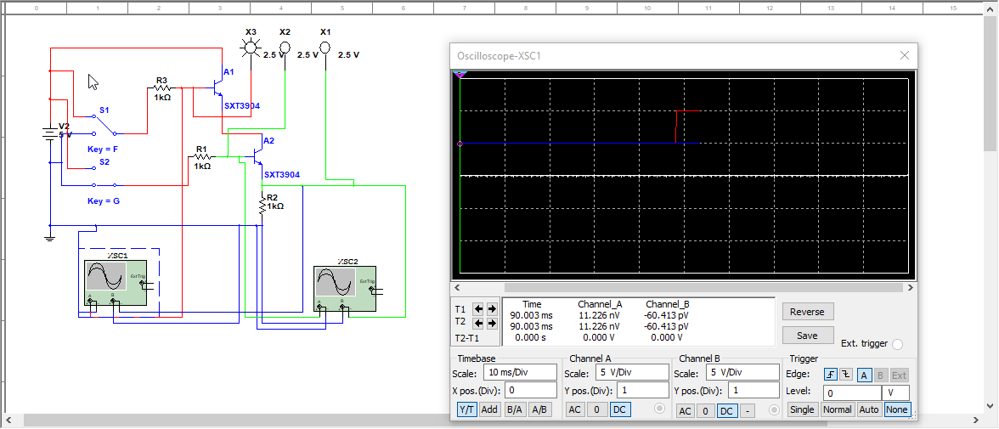 0 1 2 3 4 5 6 7 8 9 10 11 12 13 14 15
X3 X2 X1
2.5 V 2.5 V 2.5 V
A1
R3
1kΩ
SXT3904
S1
V2
5 V
Key = F
A2
R1
1kΩ
S2
SXT3904
Key = G
R2
1kΩ
XSC1
Ext Trig
A B
XSC2
Ext Trig
A B
Oscilloscope-XSC1
T1
T2
T2-T1
Time Channel_A Channel_B
90.003 ms 11.226 nV -60.413 pV
90.003 ms 11.226 nV -60.413 pV
0.000 s 0.000 V 0.000 V
Reverse
Save
Ext. trigger
Timebase
Scale: 10 ms/Div
X pos.(Div): 0
Y/T Add B/A A/B
Channel A
Scale: 5 V/Div
Y pos.(Div): 1
AC 0 DC
Channel B
Scale: 5 V/Div
Y pos.(Div): 1
AC 0 DC -
Trigger
Edge: A B Ext
Level: 0 V
Single Normal Auto None